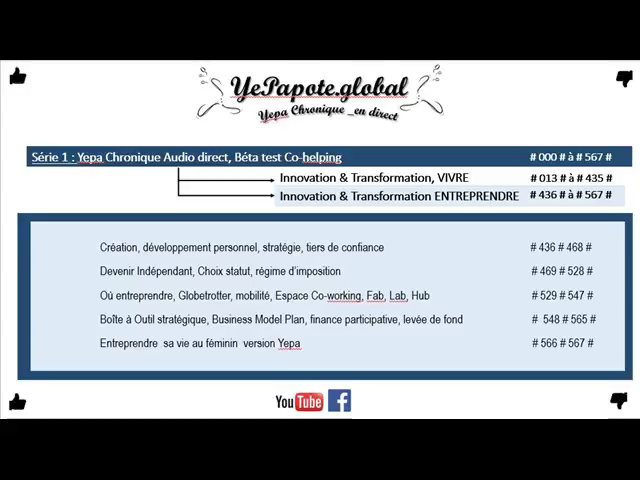 YePapote.global
Yepa Chronique _en direct
Série 1 : Yepa Chronique Audio direct, Béta test Co-helping # 000 # à # 567 #
Innovation & Transformation, VIVRE # 013 # à # 435 #
Innovation & Transformation ENTREPRENDRE # 436 # à # 567 #
Création, développement personnel, stratégie, tiers de confiance # 436 # 468 #
Devenir Indépendant, Choix statut, régime d'imposition # 469 # 528 #
Où entreprendre, Globetrotter, mobilité, Espace Co-working, Fab, Lab, Hub # 529 # 547 #
Boîte à Outil stratégique, Business Model Plan, finance participative, levée de fond # 548 # 565 #
Entreprendre sa vie au féminin version Yepa # 566 # 567 #
YouTube f